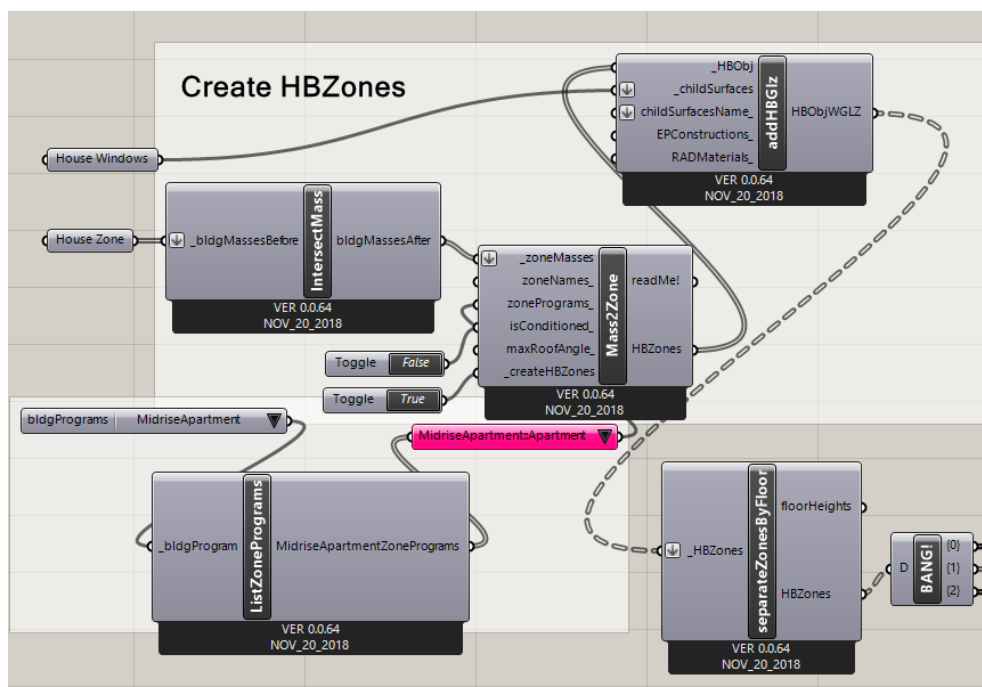 Create HBZones
_HBObj
_childSurfaces
childSurfacesName_
EPConstructions_
RADMaterials_
addHBGlz
HBObjWGLZ
VER 0.0.64
NOV_20_2018
House Windows
House Zone
_bldgMassesBefore
IntersectMass
bldgMassesAfter
VER 0.0.64
NOV_20_2018
_zoneMasses
zoneNames_
zonePrograms_
isConditioned_
maxRoofAngle_
_createHBZones
Mass2Zone
readMe!
HBZones
VER 0.0.64
NOV_20_2018
Toggle False
Toggle True
bldgPrograms MidriseApartment
MidriseApartment::Apartment
_bldgProgram
ListZonePrograms
MidriseApartmentZonePrograms
VER 0.0.64
NOV_20_2018
_HBZones
separateZonesByFloor
floorHeights
HBZones
VER 0.0.64
NOV_20_2018
D
BANG!
{0}
{1}
{2}